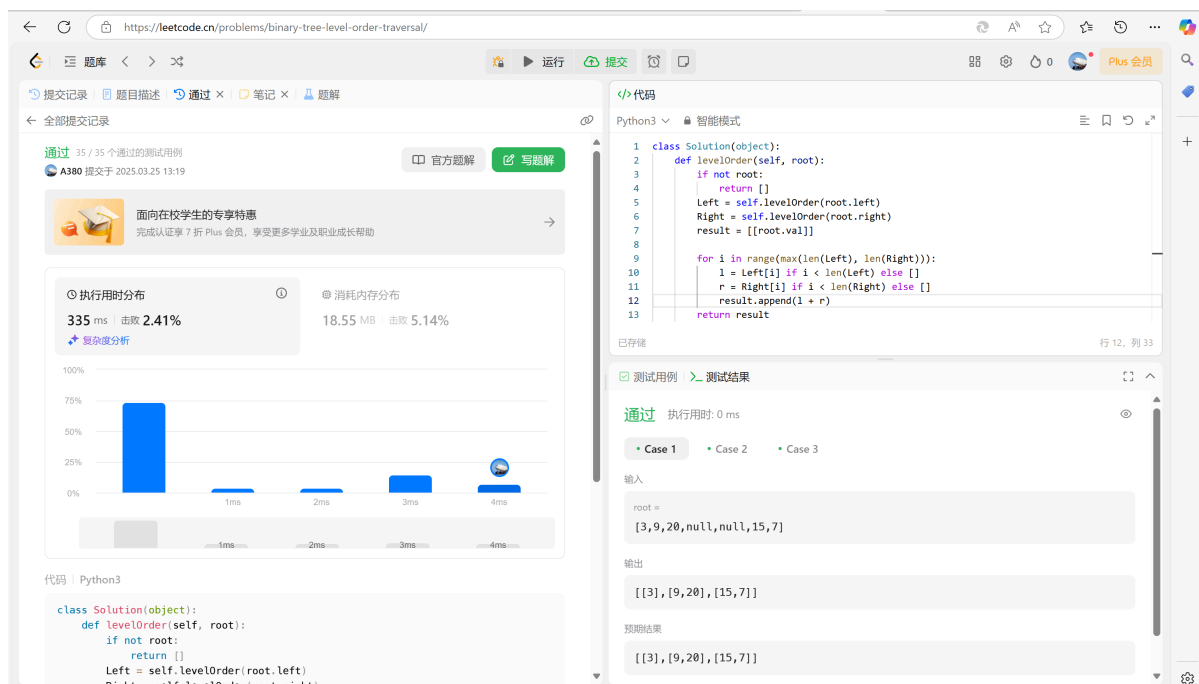 https://leetcode.cn/problems/binary-tree-level-order-traversal/
题库
运行
提交
0
Plus 会员
提交记录
题目描述
通过
笔记
题解
全部提交记录
通过 35 / 35 个通过的测试用例
A380 提交于 2025.03.25 13:19
官方题解
写题解
面向在校学生的专享特惠
完成认证享 7 折 Plus 会员，享受更多学业及职业成长帮助
执行用时分布
335 ms 击败 2.41%
复杂度分析
消耗内存分布
18.55 MB 击败 5.14%
100%
75%
50%
25%
0%
1ms 2ms 3ms 4ms
1ms 2ms 3ms 4ms
代码 Python3
class Solution(object):
def levelOrder(self, root):
if not root:
return []
Left = self.levelOrder(root.left)
Right = self.levelOrder(root.right)
</> 代码
Python3 智能模式
1 class Solution(object):
2 def levelOrder(self, root):
3 if not root:
4 return []
5 Left = self.levelOrder(root.left)
6 Right = self.levelOrder(root.right)
7 result = [[root.val]]
8
9 for i in range(max(len(Left), len(Right))):
10 l = Left[i] if i < len(Left) else []
11 r = Right[i] if i < len(Right) else []
12 result.append(l + r)
13 return result
已存储
行 12, 列 33
测试用例
测试结果
通过 执行用时: 0 ms
Case 1
Case 2
Case 3
输入
root =
[3,9,20,null,null,15,7]
输出
[[3],[9,20],[15,7]]
预期结果
[[3],[9,20],[15,7]]